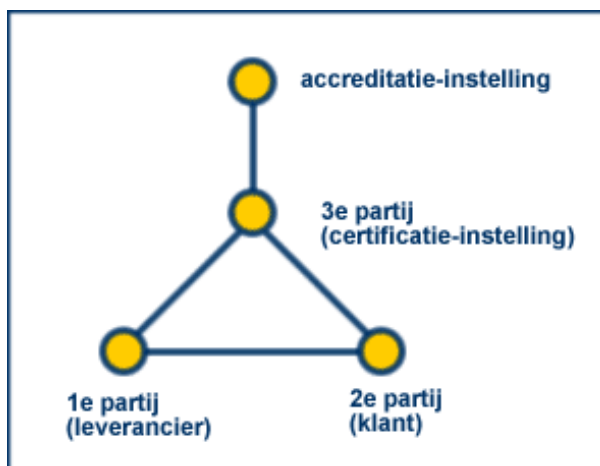 accreditatie-instelling
3e partij
(certificatie-instelling)
1e partij
(leverancier)
2e partij
(klant)